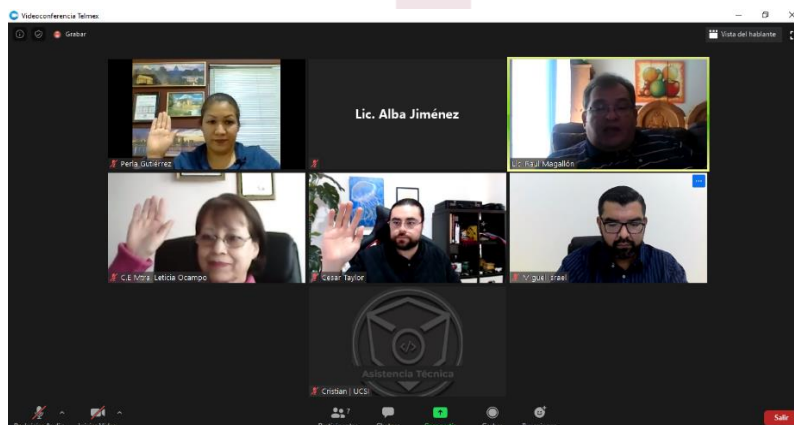 Videoconferencia Telmex
Grabar
Vista del hablante
Lic. Alba Jiménez
Perla Gutiérrez
Lic. Raul Magallón
C.E Mtra. Leticia Ocampo
Cesar Taylor
Miguel Israel
</>
Asistencia Técnica
Cristian | UCSI
7
Salir